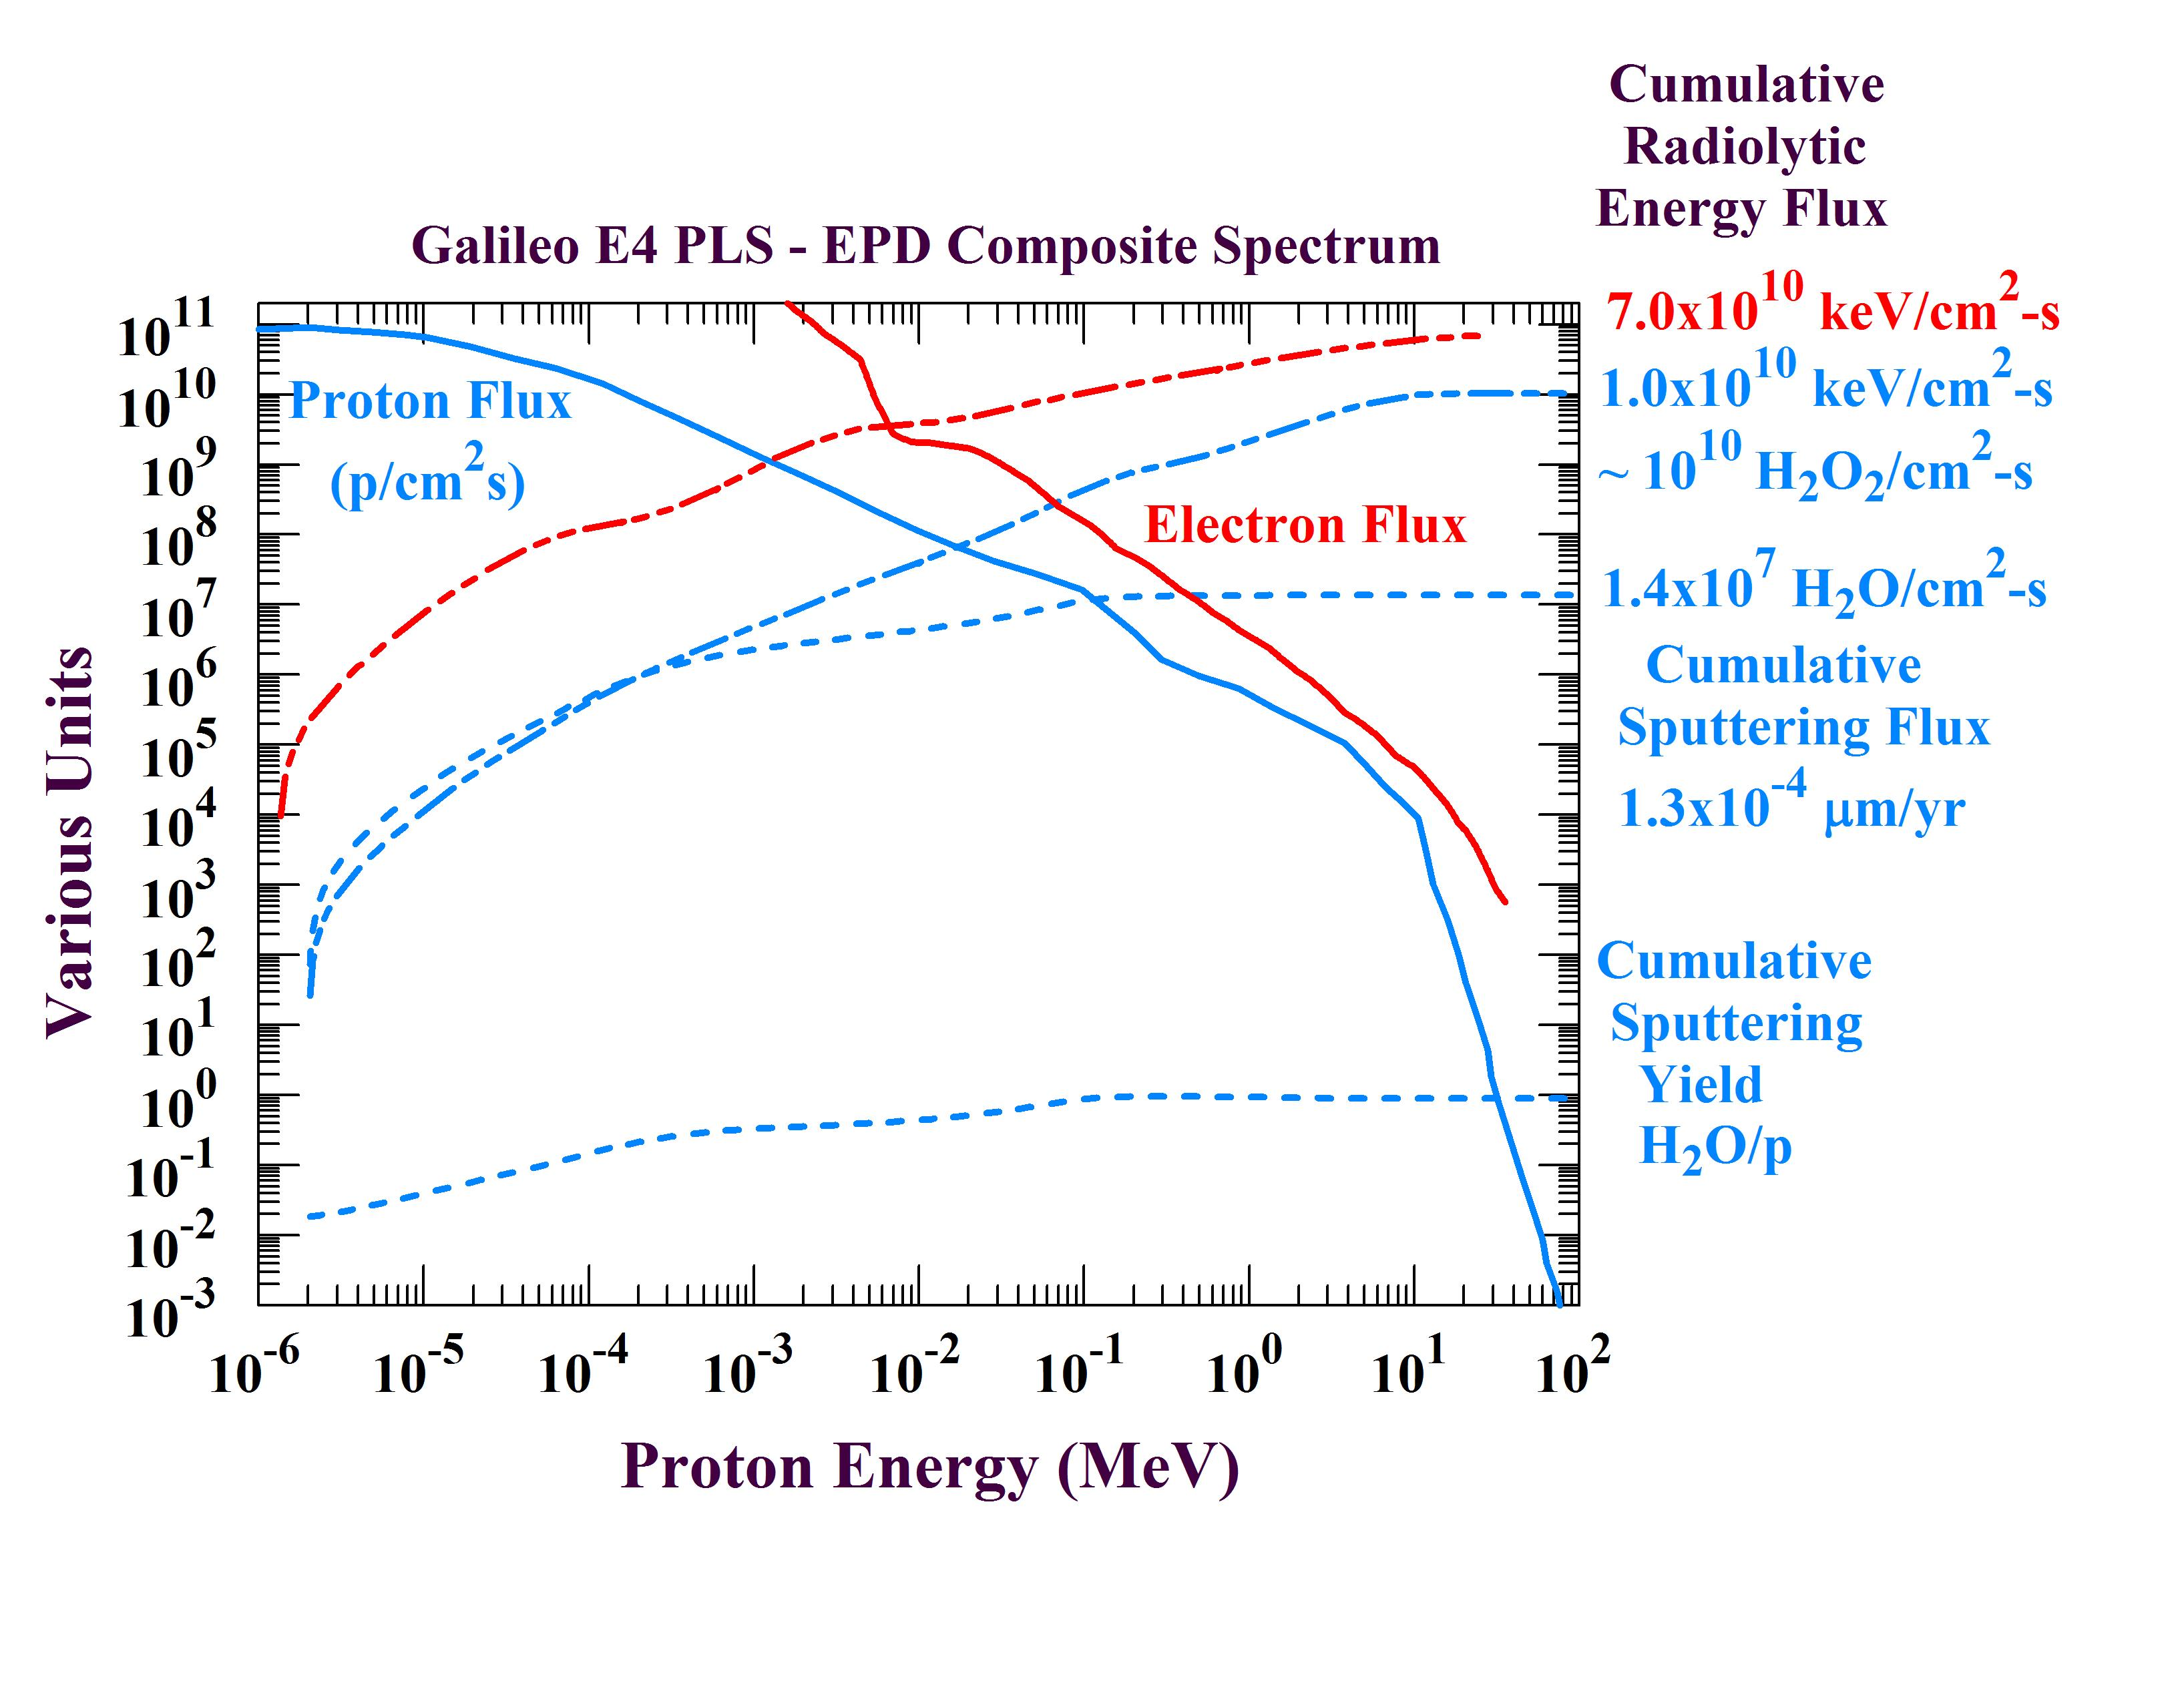 Cumulative
Radiolytic
Energy Flux
Galileo E4 PLS - EPD Composite Spectrum
7.0x10^10 keV/cm^2-s
1.0x10^10 keV/cm^2-s
~ 10^10 H₂O₂/cm^2-s
1.4x10^7 H₂O/cm^2-s
Cumulative
Sputtering Flux
1.3x10^-4 μm/yr
Cumulative
Sputtering
Yield
H₂O/p
Proton Flux
(p/cm^2s)
Electron Flux
Various Units
10^11
10^10
10^9
10^8
10^7
10^6
10^5
10^4
10^3
10^2
10^1
10^0
10^-1
10^-2
10^-3
10^-6 10^-5 10^-4 10^-3 10^-2 10^-1 10^0 10^1 10^2
Proton Energy (MeV)